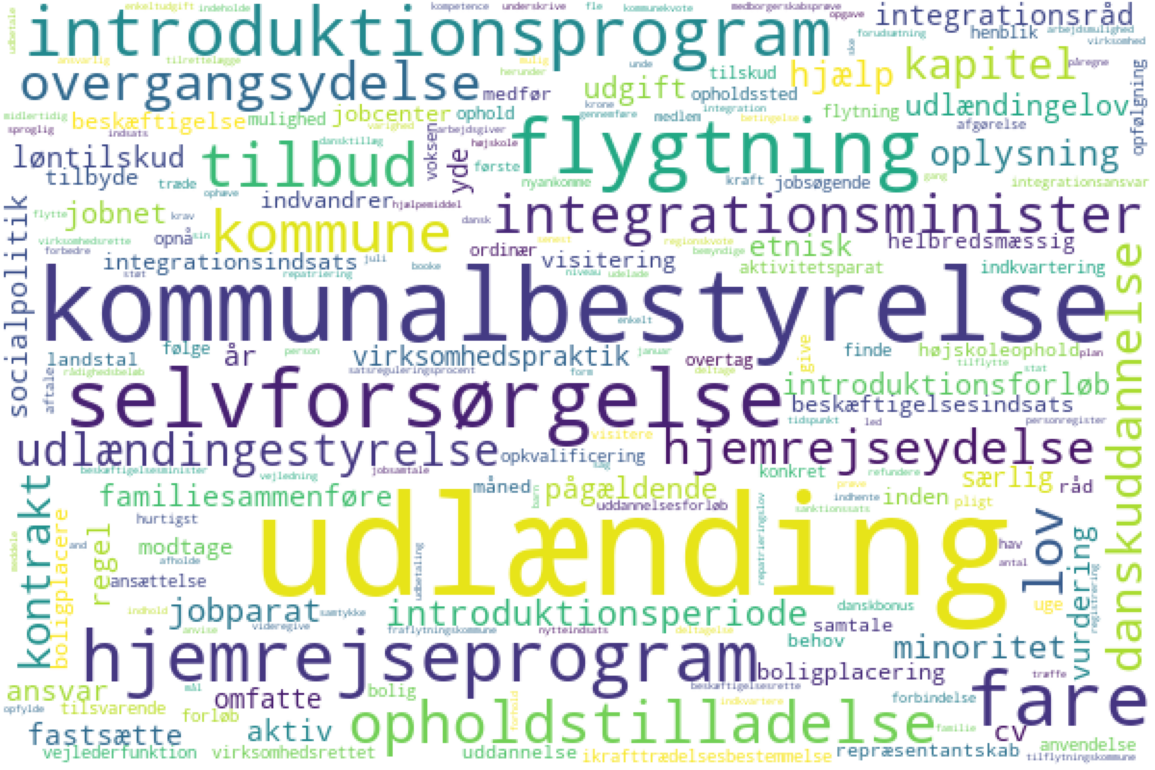 udbetale enkeltudgift indeholde kompetence underskrive fle kommunekvote medborgerskabsprøve opgave
introduktionsprogram integrationsråd
ansvarlig tilrettelægge mulig unde forudsætning henblik arbejdsmulighed
ske virksomhed
overgangsydelse herunder tilskud hjælp kapitel påregne
medfør udgift opholdssted
krone integration flytning udlændingelov opfølgning
midlertidig beskæftigelse mulighed jobcenter ophold gennemføre medlem betingelse
sproglig indsats varighed arbejdsgiver afgørelse
løntilskud tilbud dansktillæg voksen højskole flygtning oplysning
tilbyde træde yde første
ophæve nyankomme kraft jobsøgende gang integrationsansvar
socialpolitik jobnet indvandrer hjælpemiddel integrationsminister
flytte krav kommune dansk
virksomhedsrette opnå sin ordinær senest regionskvote etnisk helbredsmæssig
forbedre juli visitering bemyndige
integrationsindsats repatriering niveau udelade aktivitetsparat indkvartering
støt booke
kommunalbestyrelse danskuddannelse
enkelt
landstal følge år person virksomhedspraktik januar overtag give finde højskoleophold plan
aftale rådighedsbeløb satsreguleringsprocent form deltage tilflytte stat
selvforsørgelse introduktionsforløb
beskæftigelsesindsats
tidspunkt led personregister
udlændingestyrelse visitere hjemrejseydelse
opkvalificering
beskæftigelsesminister vejledning jobsamtale sag konkret refundere særlig
kontrakt familiesammenføre måned barn pågældende prøve indhente inden pligt råd
uddannelsesforløb sanktionssats
hurtigst udlænding lov
meddele boligplacere and regel modtage udbetaling repatrieringslov hav vurdering
afholde antal
ansættelse
indhold jobparat samtykke introduktionsperiode danskbonus uge registrering
anvise videregive fraflytningskommune nytteindsats deltagelse samtale
hjemrejseprogram behov minoritet
boligplacering træffe
ansvar mål omfatte bolig beskæftigelsesrette forbindelse fare
opfylde tilsvarende forløb forhold indkvartere
fastsætte aktiv opholdstilladelse familie cv
vejlederfunktion virksomhedsrettet uddannelse ikrafttrædelsesbestemmelse repræsentantskab anvendelse
tilflytningskommune